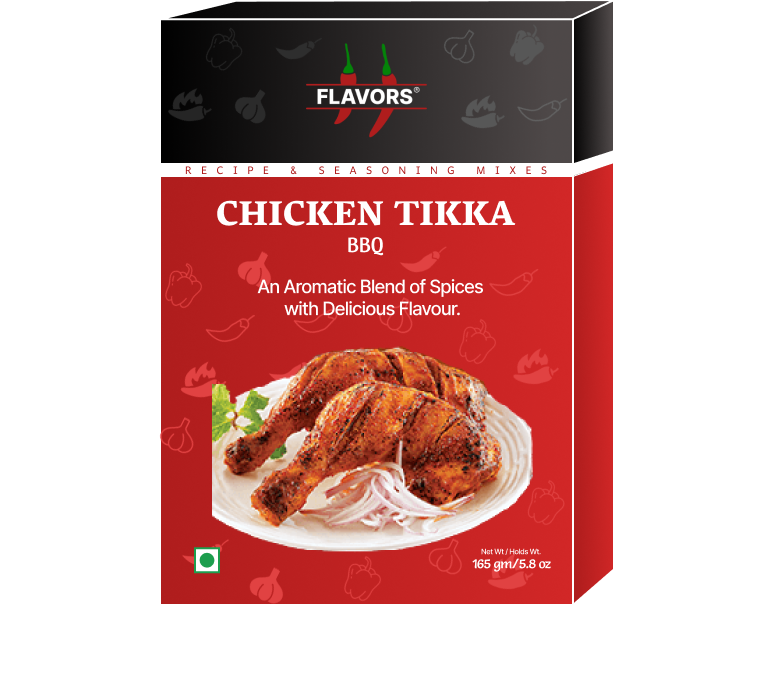 FLAVORS®
RECIPE & SEASONING MIXES
CHICKEN TIKKA
BBQ
An Aromatic Blend of Spices
with Delicious Flavour.
Net Wt / Holds Wt.
165 gm/5.8 oz